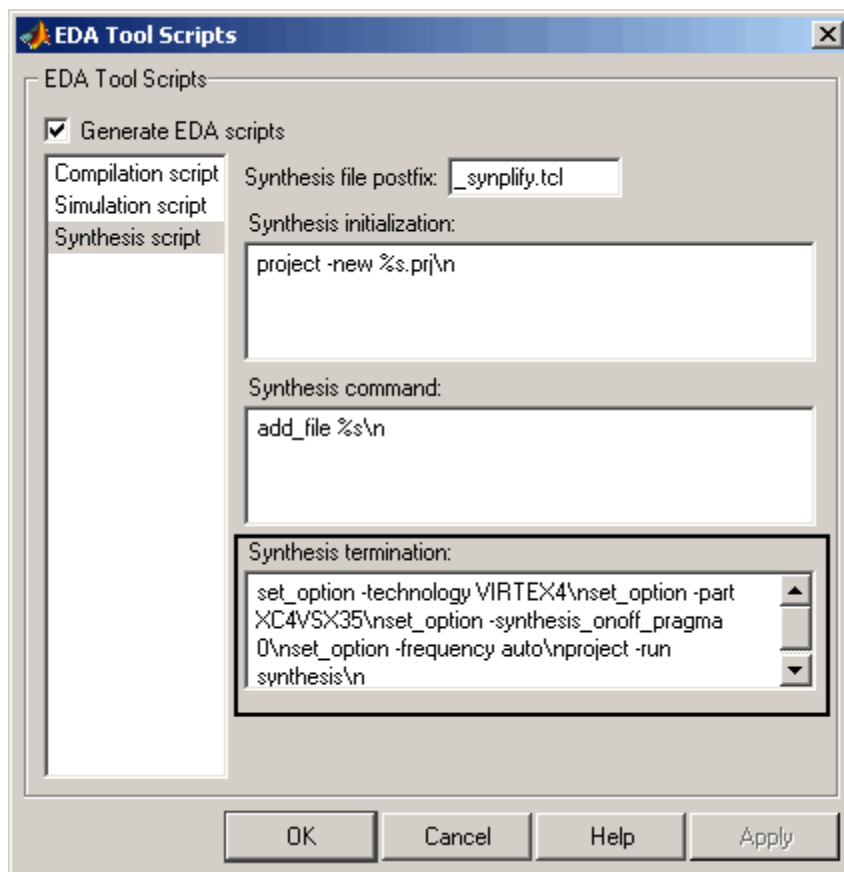 EDA Tool Scripts
EDA Tool Scripts
Generate EDA scripts
Compilation script
Simulation script
Synthesis script
Synthesis file postfix: _synplify.tcl
Synthesis initialization:
project -new %s.prj\n
Synthesis command:
add_file %s\n
Synthesis termination:
set_option -technology VIRTEX4\nset_option -part
XC4VSX35\nset_option -synthesis_onoff_pragma
0\nset_option -frequency auto\nproject -run
synthesis\n
OK Cancel Help Apply